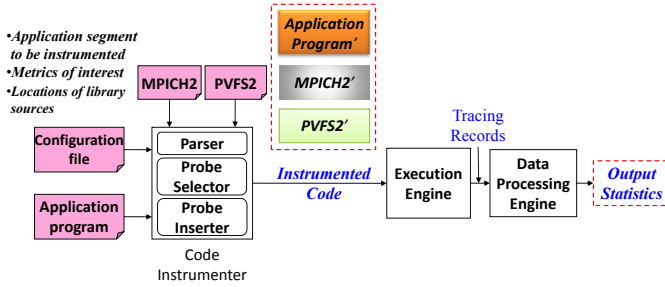 •Application segment
to be instrumented
•Metrics of interest
•Locations of library
sources
MPICH2
PVFS2
Application
Program’
MPICH2’
PVFS2’
Configuration
file
Application
program
Parser
Probe
Selector
Probe
Inserter
Code
Instrumenter
Instrumented
Code
Execution
Engine
Tracing
Records
Data
Processing
Engine
Output
Statistics